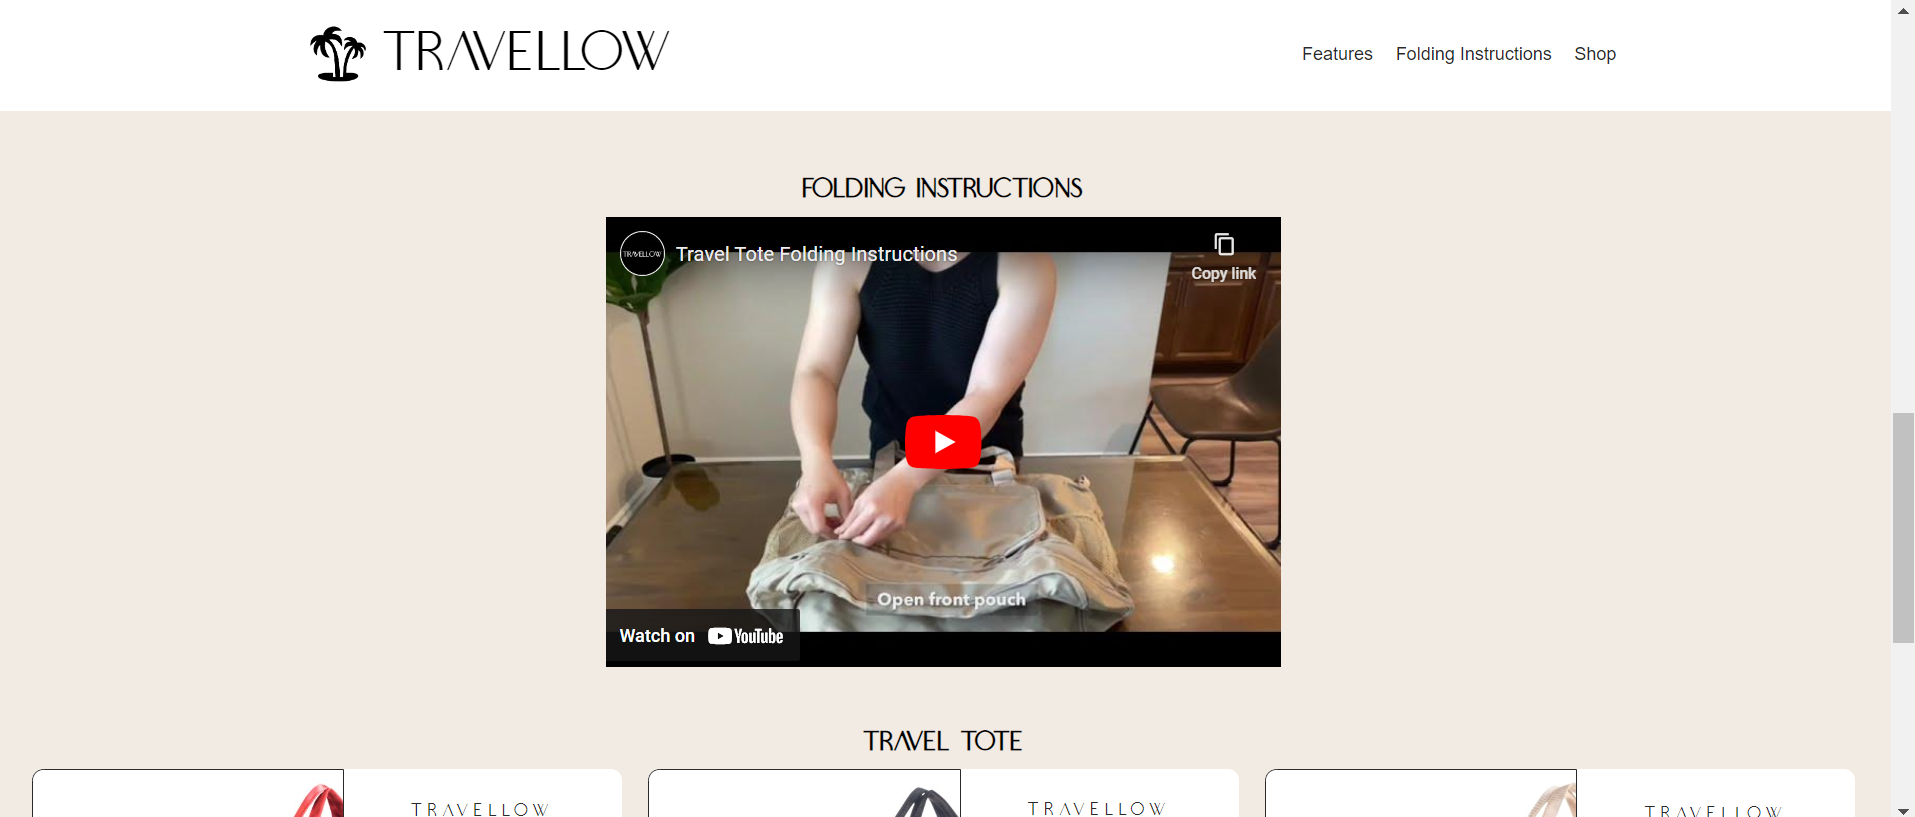 TRAVELLOW
Features
Folding Instructions
Shop
FOLDING INSTRUCTIONS
TRAVELLOW
Travel Tote Folding Instructions
Copy link
Open front pouch
Watch on YouTube
TRAVEL TOTE
TRAVELLOW
TRAVELLOW
TRAVELLOW